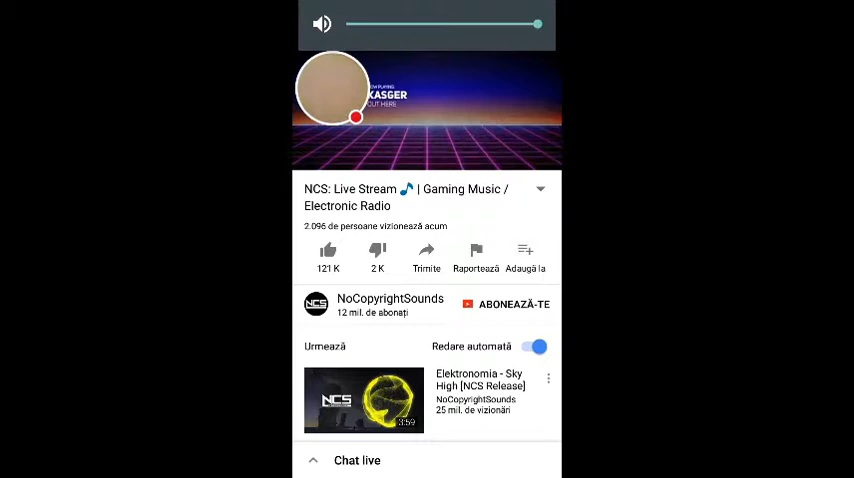 NOW PLAYING
KASGER
OUT HERE
NCS: Live Stream 🎵 | Gaming Music /
Electronic Radio
2.096 de persoane vizionează acum
121 K
2 K
Trimite
Raportează
Adaugă la
NCS
NoCopyrightSounds
12 mil. de abonați
ABONEAZĂ-TE
Urmează
Redare automată
NCS
3:59
Elektronomia - Sky
High [NCS Release]
NoCopyrightSounds
25 mil. de vizionări
Chat live